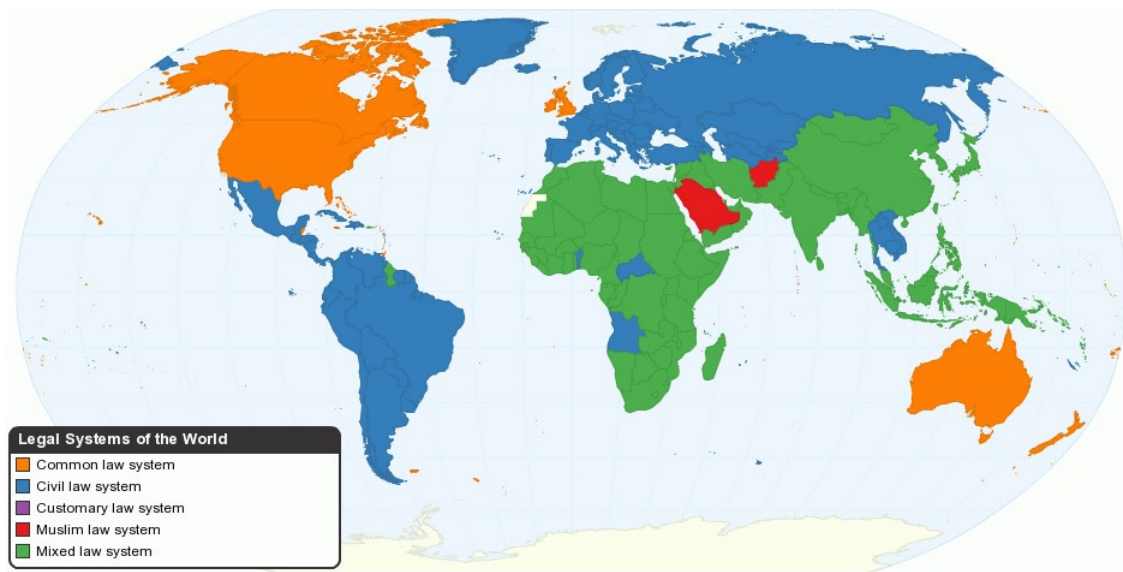 Legal Systems of the World
Common law system
Civil law system
Customary law system
Muslim law system
Mixed law system